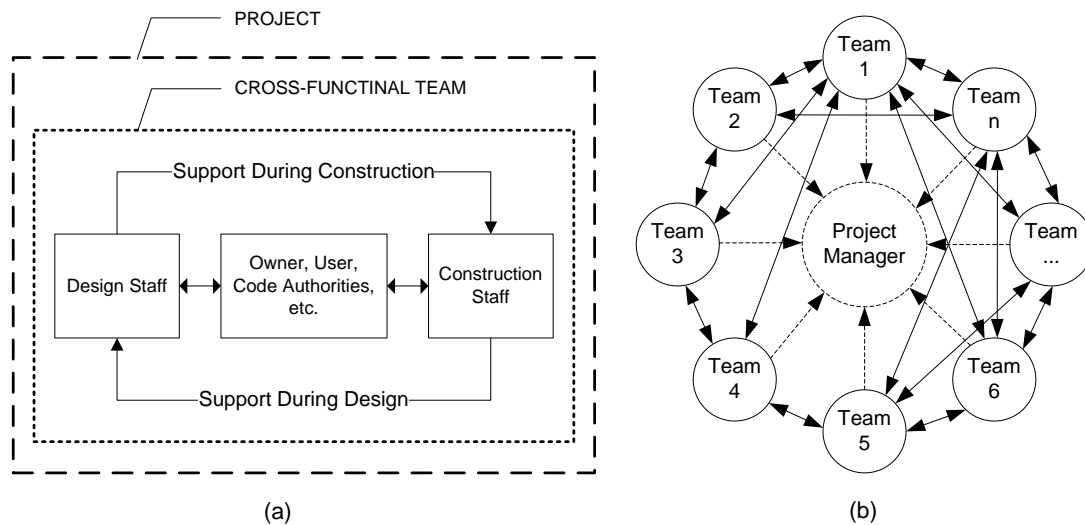 PROJECT
CROSS-FUNCTINAL TEAM
Support During Construction
Design Staff
Owner, User,
Code Authorities,
etc.
Construction
Staff
Support During Design
(a)
Team
1
Team
2
Team
n
Team
3
Project
Manager
Team
...
Team
4
Team
6
Team
5
(b)